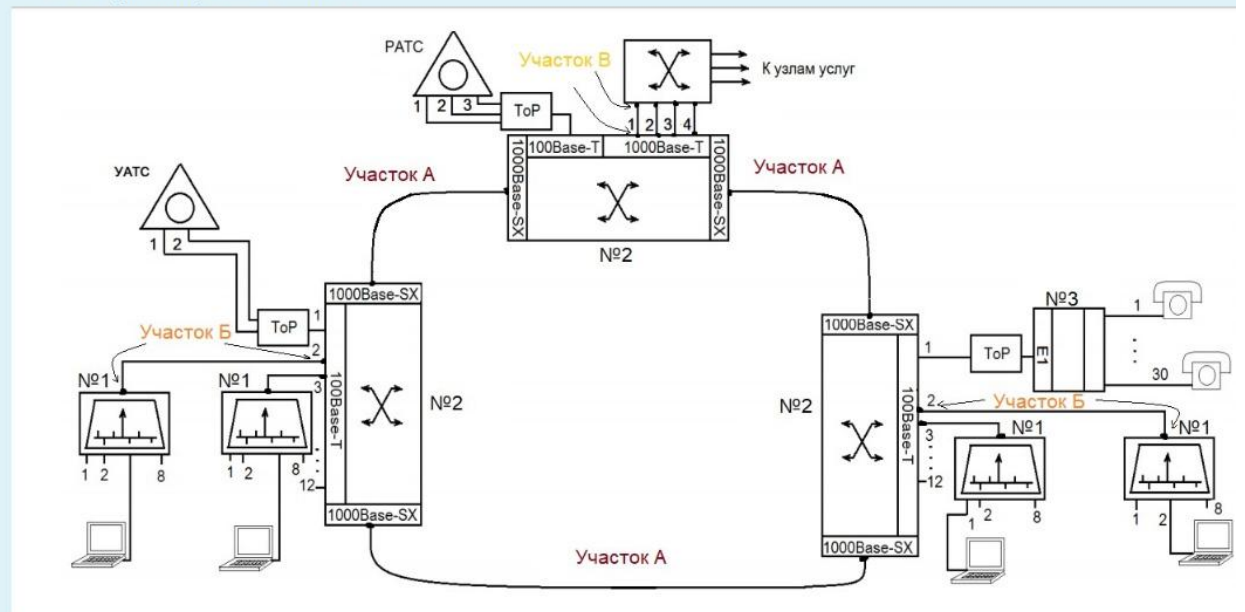 РАТС
Участок В
К узлам услуг
1 2 3
ToP
1 2 3 4
100Base-T
1000Base-T
1000Base-SX
1000Base-SX
Участок А
Участок А
№2
УАТС
1 2
1000Base-SX
ToP
1
Участок Б
2
3
12
100Base-T
№1
№1
1 2 8
1 2 8
№2
1000Base-SX
Участок А
1000Base-SX
№2
1
ToP
№3
E1
1
30
2
Участок Б
3
12
100Base-T
№1
№1
1 2 8
1 2 8
1000Base-SX